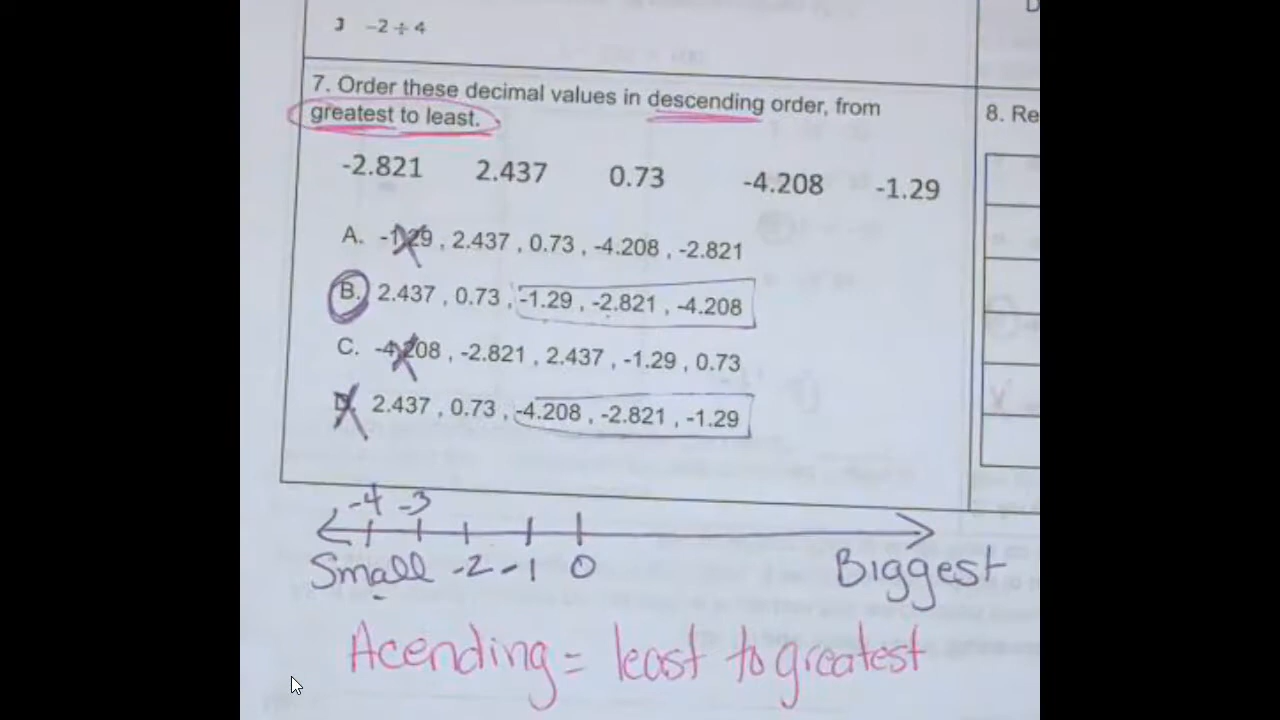 J -2 ÷ 4
7. Order these decimal values in descending order, from
greatest to least.
8. Re
-2.821 2.437 0.73 -4.208 -1.29
A. -1.29 , 2.437 , 0.73 , -4.208 , -2.821
B. 2.437 , 0.73 , -1.29 , -2.821 , -4.208
C. -4.208 , -2.821 , 2.437 , -1.29 , 0.73
D. 2.437 , 0.73 , -4.208 , -2.821 , -1.29
-4 -3
Small -2 -1 0 Biggest
Acending = least to greatest